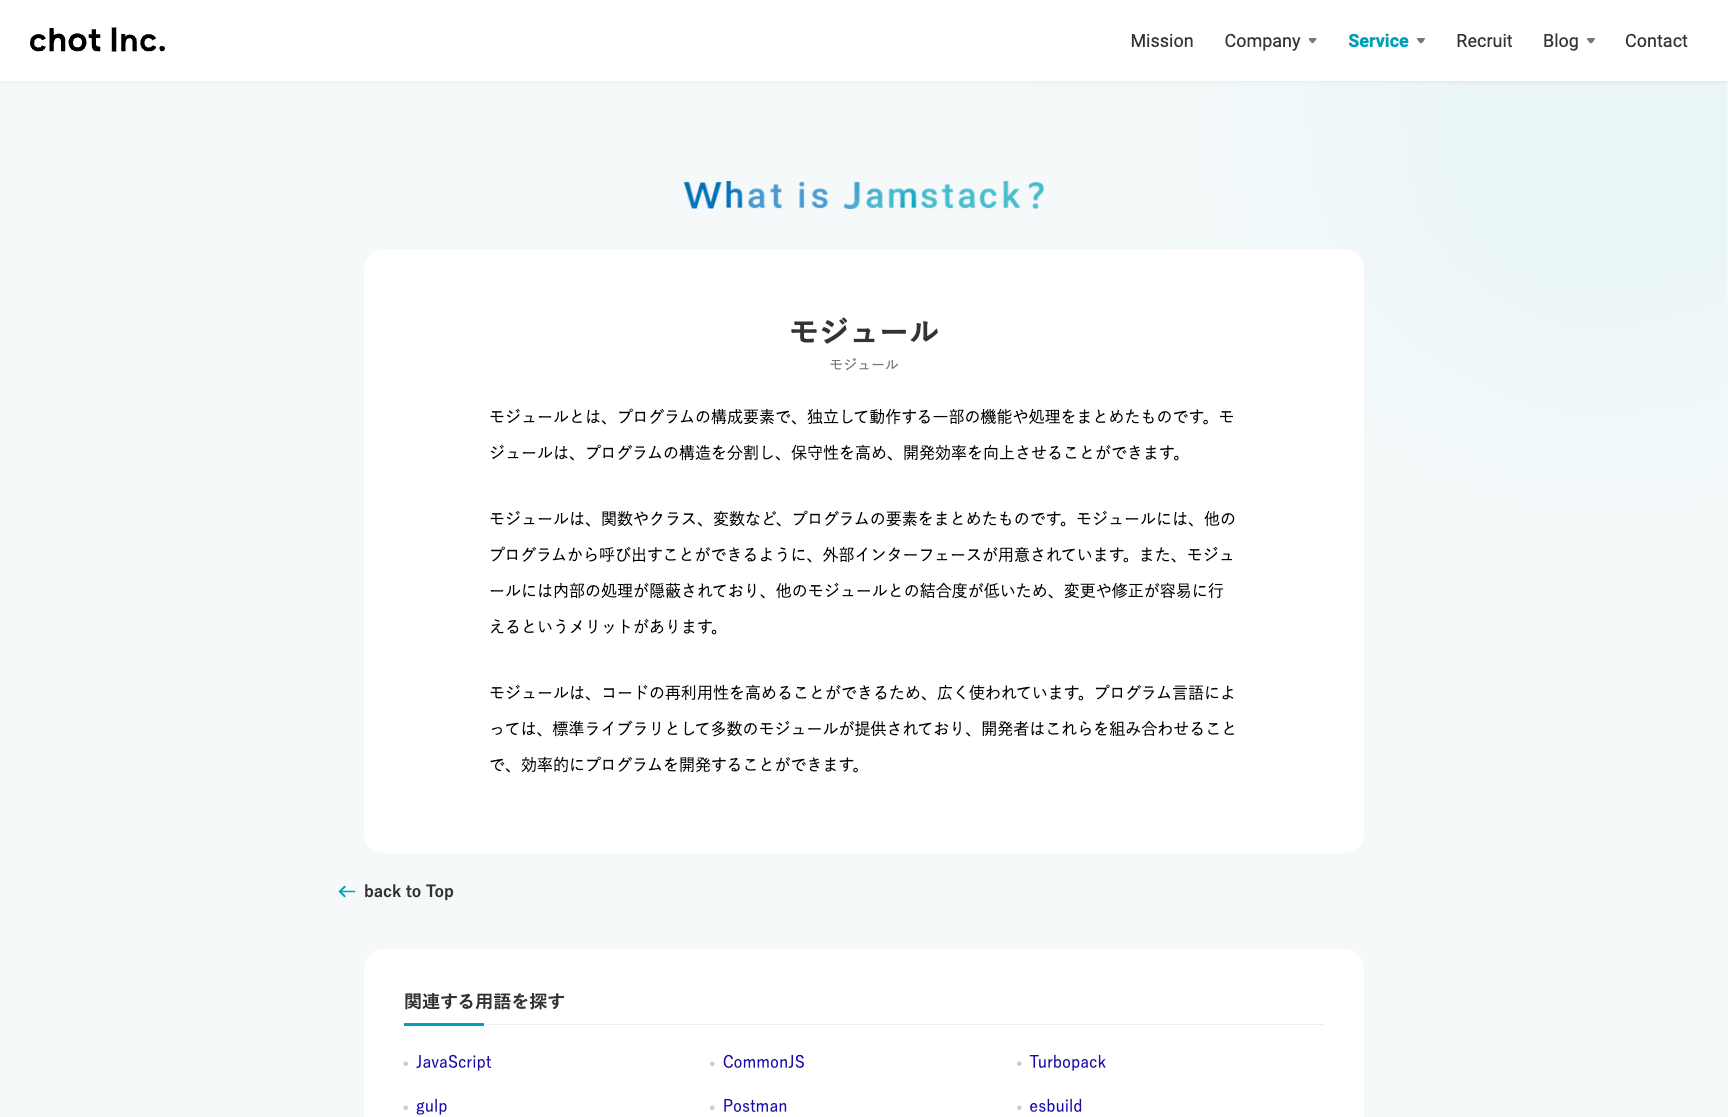 chot Inc.
Mission Company Service Recruit Blog Contact
What is Jamstack?
モジュール
モジュール
モジュールとは、プログラムの構成要素で、独立して動作する一部の機能や処理をまとめたものです。モ
ジュールは、プログラムの構造を分割し、保守性を高め、開発効率を向上させることができます。
モジュールは、関数やクラス、変数など、プログラムの要素をまとめたものです。モジュールには、他の
プログラムから呼び出すことができるように、外部インターフェースが用意されています。また、モジュ
ールには内部の処理が隠蔽されており、他のモジュールとの結合度が低いため、変更や修正が容易に行
えるというメリットがあります。
モジュールは、コードの再利用性を高めることができるため、広く使われています。プログラム言語によ
っては、標準ライブラリとして多数のモジュールが提供されており、開発者はこれらを組み合わせること
で、効率的にプログラムを開発することができます。
back to Top
関連する用語を探す
JavaScript CommonJS Turbopack
gulp Postman esbuild